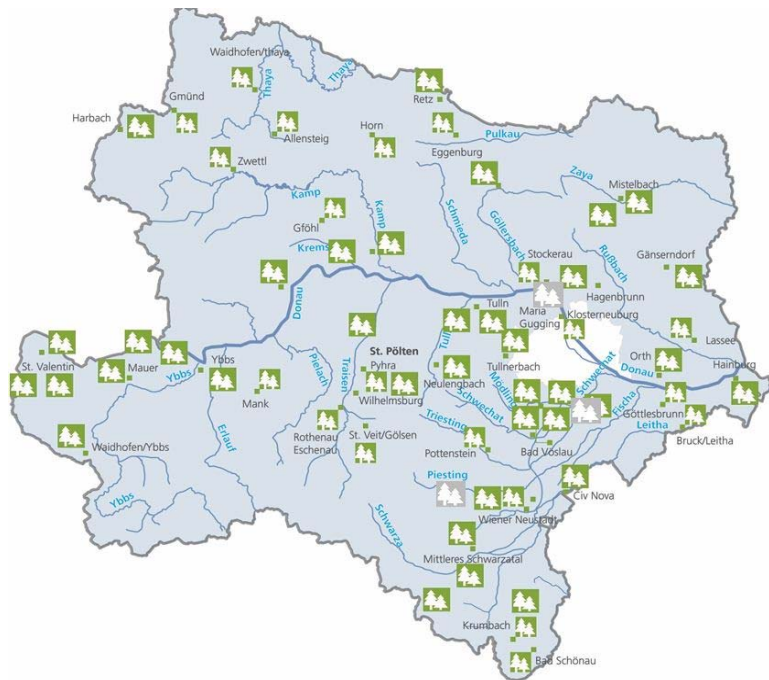 Waidhofen/thaya
Thaya
Thaya
Gmünd
Harbach
Allensteig
Horn
Retz
Pulkau
Eggenburg
Zwettl
Zaya
Mistelbach
Kamp
Kamp
Gföhl
Schmieda
Göllersbach
Krems
Stockerau
Rußbach
Gänserndorf
Hagenbrunn
Donau
Tulln
Maria
Gugging
Klosterneuburg
Tulln
St. Pölten
Lassee
St. Valentin
Mauer
Ybbs
Ybbs
Pielach
Traisen
Pyhra
Neulengbach
Tullnerbach
Orth
Donau
Hainburg
Mank
Wilhelmsburg
Schwechat
Mödling
Schwechat
Fischa
Göttlesbrunn
Leitha
Bruck/Leitha
Rothenau
Eschenau
St. Veit/Gölsen
Triesting
Pottenstein
Bad Vöslau
Waidhofen/Ybbs
Erlauf
Ybbs
Piesting
Civ Nova
Wiener Neustadt
Schwarza
Mittleres Schwarzatal
Krumbach
Bad Schönau